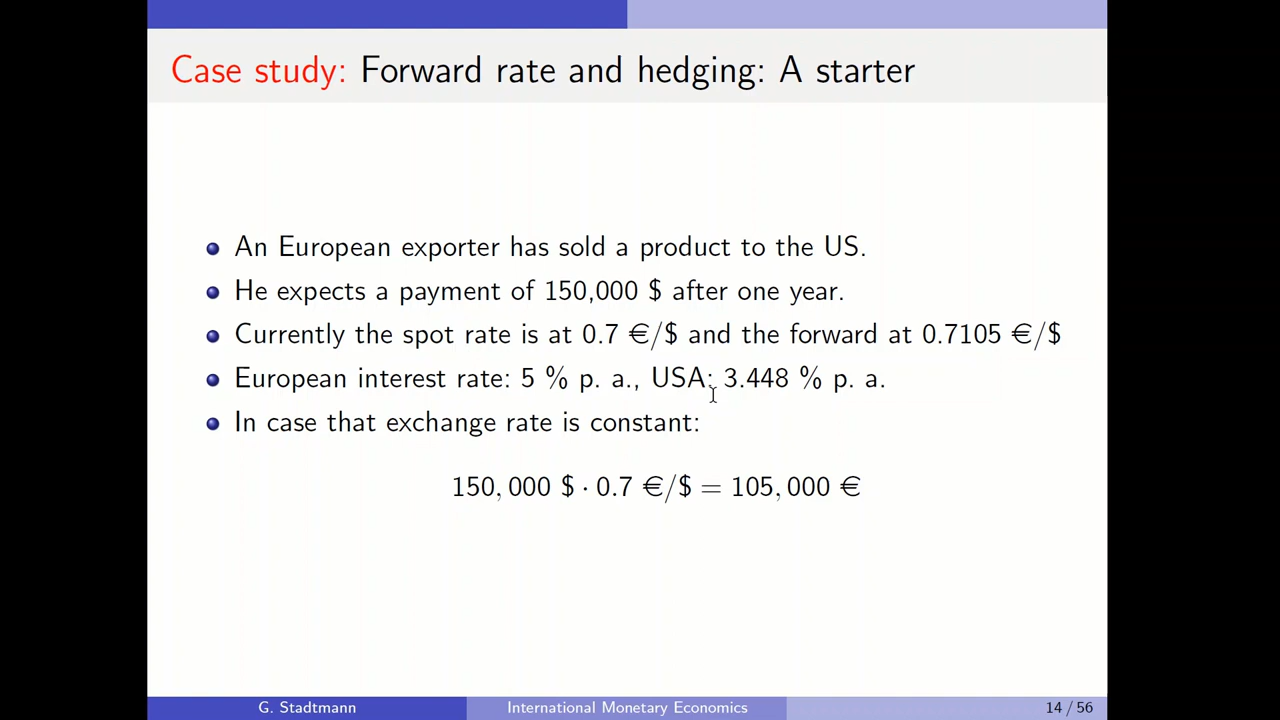 Case study: Forward rate and hedging: A starter
An European exporter has sold a product to the US.
He expects a payment of 150,000 $ after one year.
Currently the spot rate is at 0.7 €/$ and the forward at 0.7105 €/$
European interest rate: 5 % p. a., USA: 3.448 % p. a.
In case that exchange rate is constant:
150, 000 $ · 0.7 €/$ = 105, 000 €
G. Stadtmann International Monetary Economics 14 / 56